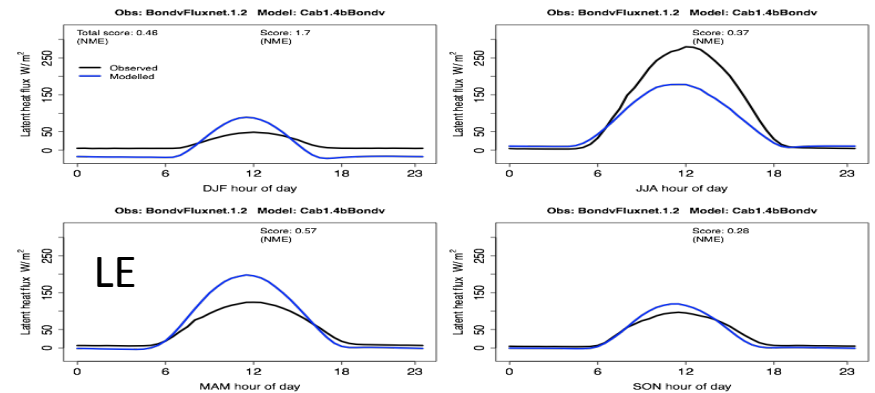 Obs: BondvFluxnet.1.2 Model: Cab1.4bBondv
Total score: 0.46
(NME)
Score: 1.7
(NME)
Observed
Modelled
Latent heat flux W/m²
0 50 150 250
0 6 12 18 23
DJF hour of day
Obs: BondvFluxnet.1.2 Model: Cab1.4bBondv
Score: 0.37
(NME)
Latent heat flux W/m²
0 50 150 250
0 6 12 18 23
JJA hour of day
Obs: BondvFluxnet.1.2 Model: Cab1.4bBondv
Score: 0.57
(NME)
LE
Latent heat flux W/m²
0 50 150 250
0 6 12 18 23
MAM hour of day
Obs: BondvFluxnet.1.2 Model: Cab1.4bBondv
Score: 0.28
(NME)
Latent heat flux W/m²
0 50 150 250
0 6 12 18 23
SON hour of day